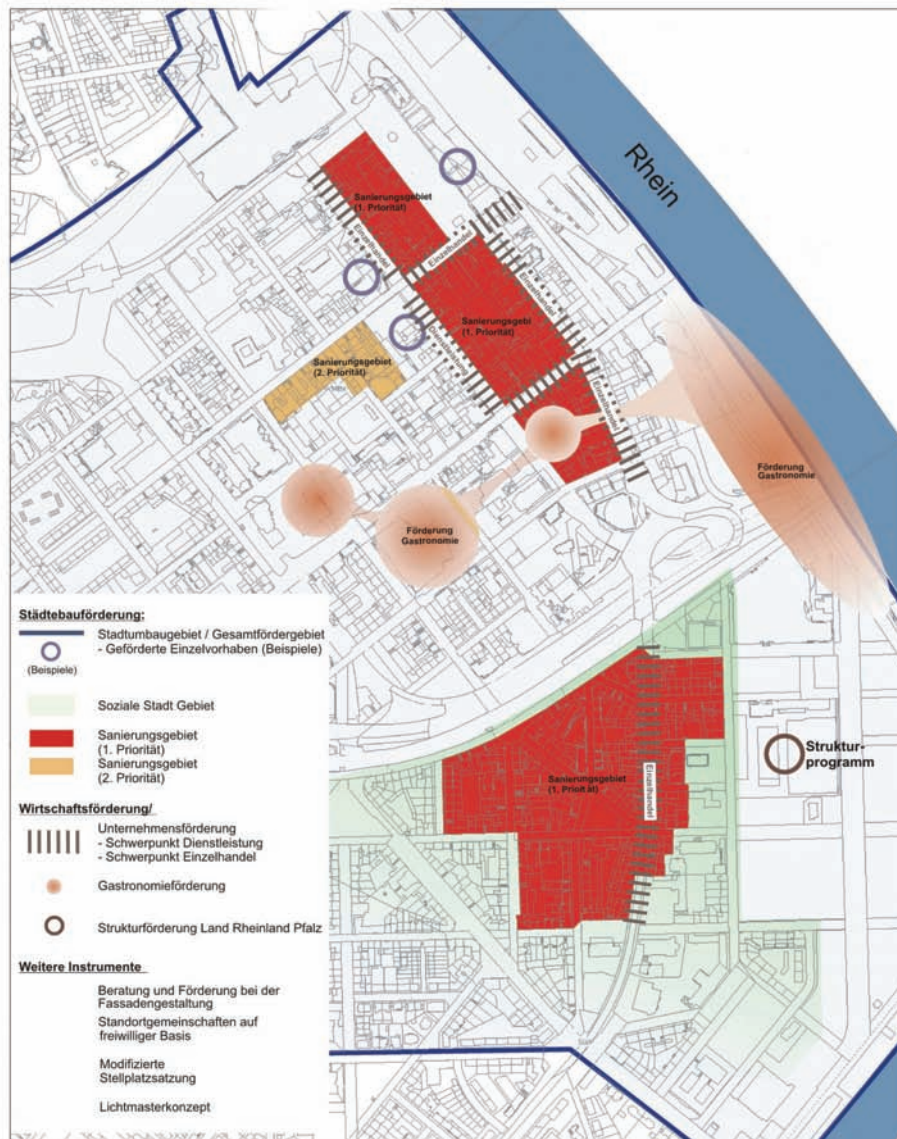 Rhein
Sanierungsgebiet
(1. Priorität)
Einzelhandel
Einzelhandel
Einzelhandel
Sanierungsgebi
(1. Priorität)
Sanierungsgebiet
(2. Priorität)
Einzelhandel
Förderung
Gastronomie
Förderung
Gastronomie
Städtebauförderung:
Stadtumbaugebiet / Gesamtfördergebiet
- Geförderte Einzelvorhaben (Beispiele)
(Beispiele)
Soziale Stadt Gebiet
Sanierungsgebiet
(1. Priorität)
Sanierungsgebiet
(2. Priorität)
Wirtschaftsförderung/
Unternehmensförderung
- Schwerpunkt Dienstleistung
- Schwerpunkt Einzelhandel
Gastronomieförderung
Strukturförderung Land Rheinland Pfalz
Weitere Instrumente
Beratung und Förderung bei der
Fassadengestaltung
Standortgemeinschaften auf
freiwilliger Basis
Modifizierte
Stellplatzsatzung
Lichtmasterkonzept
Sanierungsgebiet
(1. Priorität)
Einzelhandel
Struktur-
programm